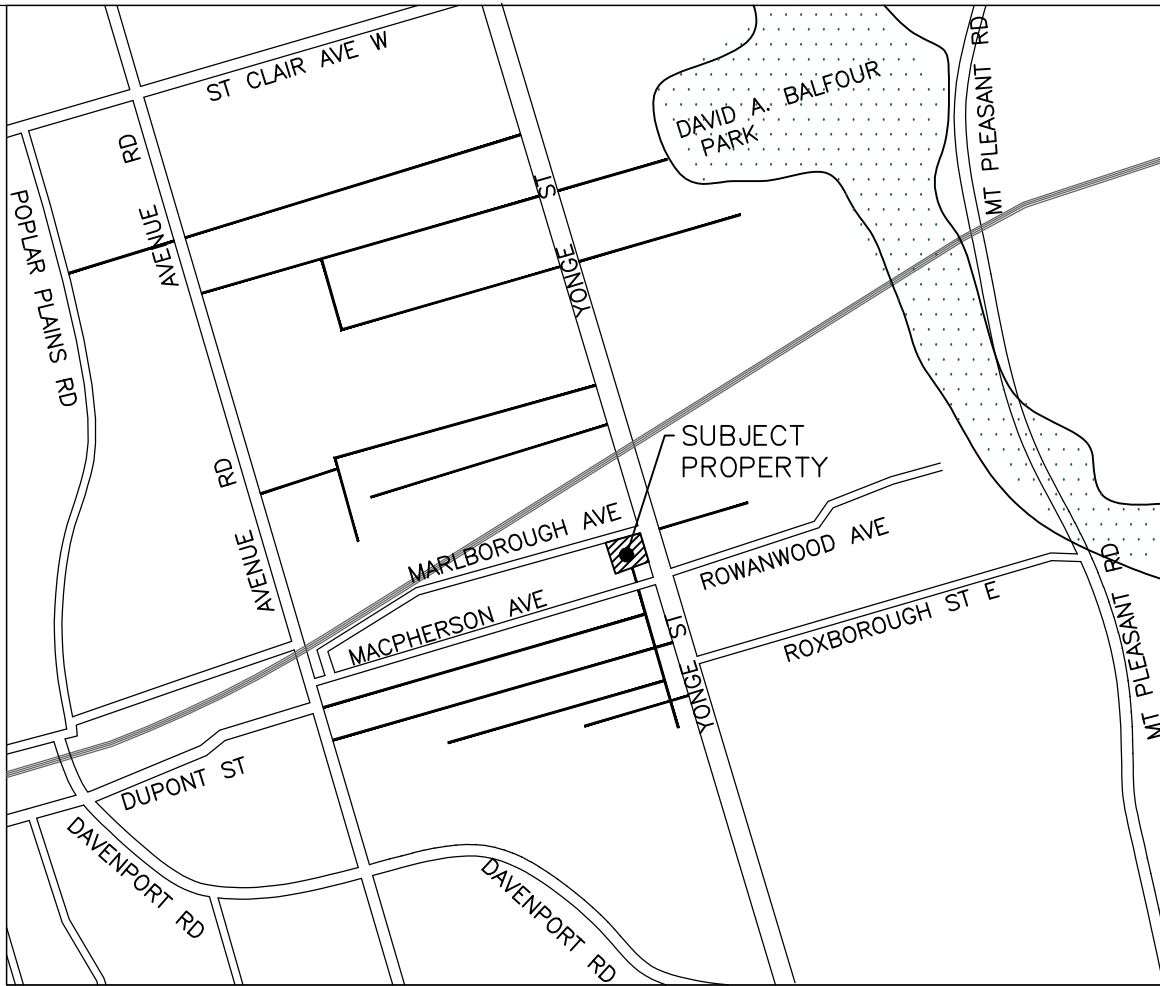 ST CLAIR AVE W
DAVID A. BALFOUR
PARK
MT PLEASANT RD
POPLAR PLAINS RD
AVENUE RD
YONGE ST
AVENUE RD
SUBJECT
PROPERTY
MARLBOROUGH AVE
MACPHERSON AVE
ROWANWOOD AVE
ROXBOROUGH ST E
YONGE ST
MT PLEASANT RD
DUPONT ST
DAVENPORT RD
DAVENPORT RD